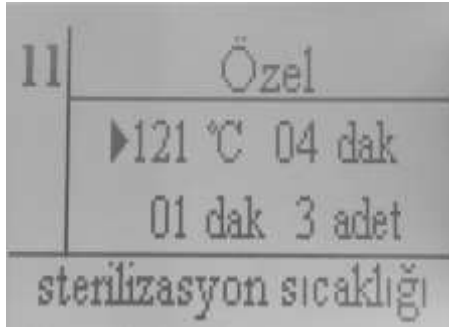 11 Özel
▶121 °C 04 dak
01 dak 3 adet
sterilizasyon sıcaklığı